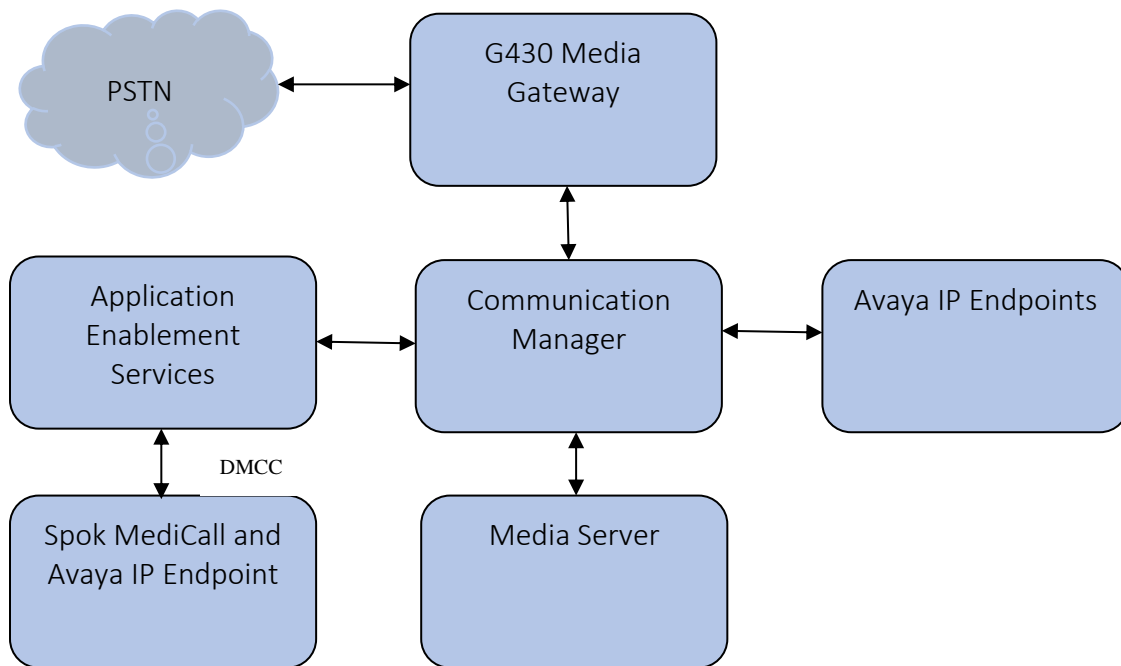 G430 Media
Gateway
PSTN
Application
Enablement
Services
Communication
Manager
Avaya IP Endpoints
DMCC
Spok MediCall and
Avaya IP Endpoint
Media Server